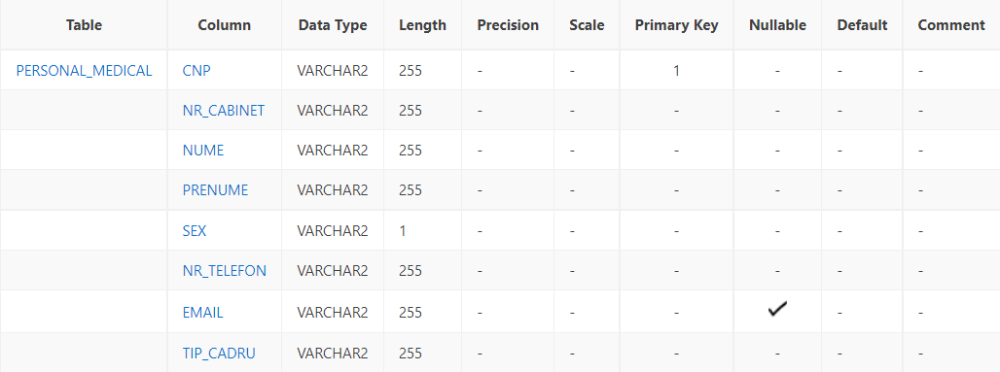 Table Column Data Type Length Precision Scale Primary Key Nullable Default Comment
PERSONAL_MEDICAL CNP VARCHAR2 255 - - 1 - - -
NR_CABINET VARCHAR2 255 - - - - - -
NUME VARCHAR2 255 - - - - - -
PRENUME VARCHAR2 255 - - - - - -
SEX VARCHAR2 1 - - - - - -
NR_TELEFON VARCHAR2 255 - - - - - -
EMAIL VARCHAR2 255 - - - ✓ - -
TIP_CADRU VARCHAR2 255 - - - - - -